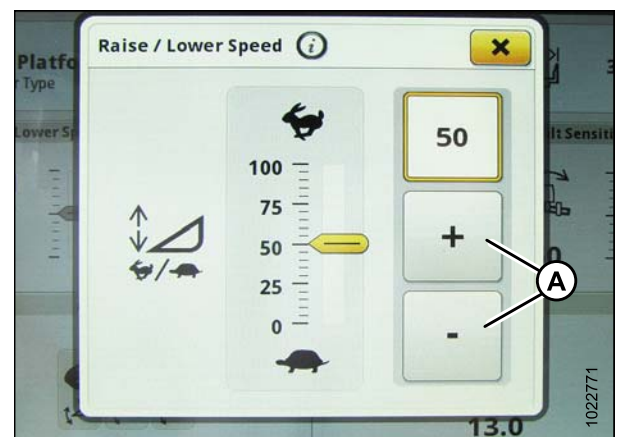 Raise / Lower Speed i
×
Platfo
r Type
Lower Sp
lt Sensiti
100
75
50
25
0
50
+
-
A
13.0
1022771